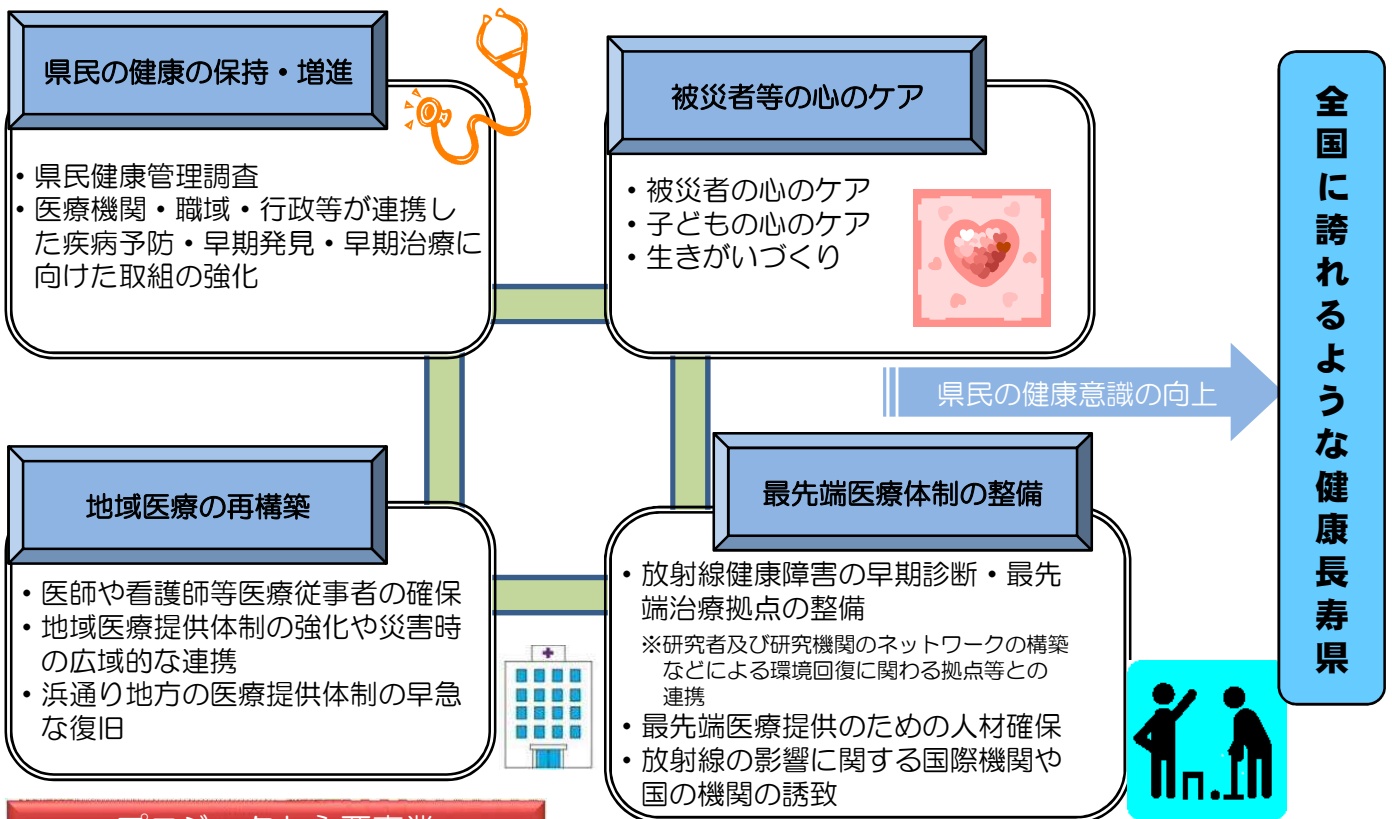 県民の健康の保持・増進
・県民健康管理調査
・医療機関・職域・行政等が連携し
た疾病予防・早期発見・早期治療に
向けた取組の強化
被災者等の心のケア
・被災者の心のケア
・子どもの心のケア
・生きがいづくり
県民の健康意識の向上
全国に誇れるような健康長寿県
地域医療の再構築
・医師や看護師等医療従事者の確保
・地域医療提供体制の強化や災害時
の広域的な連携
・浜通り地方の医療提供体制の早急
な復旧
最先端医療体制の整備
・放射線健康障害の早期診断・最先
端治療拠点の整備
※研究者及び研究機関のネットワークの構築
などによる環境回復に関わる拠点等との
連携
・最先端医療提供のための人材確保
・放射線の影響に関する国際機関や
国の機関の誘致